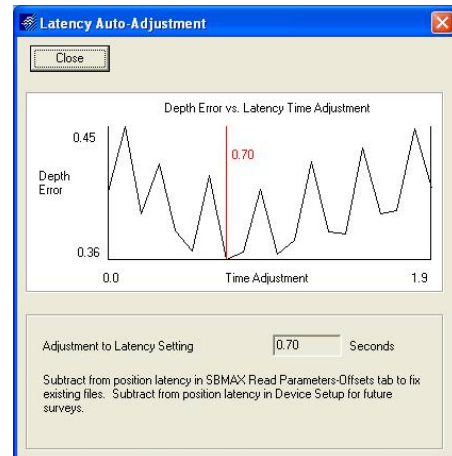 Latency Auto-Adjustment
Close
Depth Error vs. Latency Time Adjustment
0.45
0.70
Depth
Error
0.36
0.0 Time Adjustment 1.9
Adjustment to Latency Setting 0.70 Seconds
Subtract from position latency in SBMAX Read Parameters-Offsets tab to fix
existing files. Subtract from position latency in Device Setup for future
surveys.